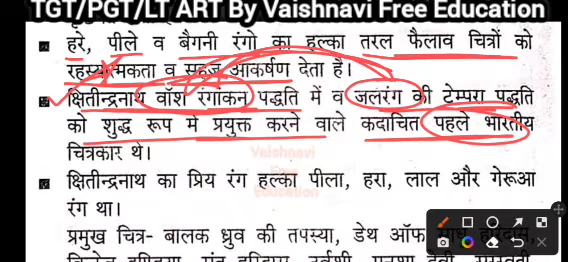 TGT/PGT/LT ART By Vaishnavi Free Education
हरे, पीले व बैगनी रंगो का हल्का तरल फैलाव चित्रों को
रहस्यात्मकता व सहज आकर्षण देता है।
क्षितीन्द्रनाथ वॉश रंगाकन पद्धति में व जलरंग की टेम्परा पद्धति
को शुद्ध रूप मे प्रयुक्त करने वाले कदाचित पहले भारतीय
चित्रकार थे।
Vaishnavi
Free
Education
क्षितीन्द्रनाथ का प्रिय रंग हल्का पीला, हरा, लाल और गेरूआ
रंग था।
प्रमुख चित्र- बालक ध्रुव की तपस्या, डेथ ऑफ